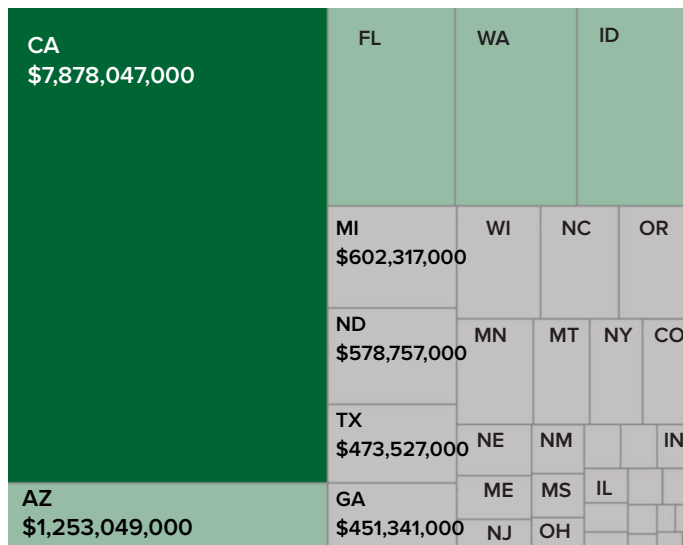 CA
$7,878,047,000
FL
WA
ID
MI
$602,317,000
WI
NC
OR
ND
$578,757,000
MN
MT
NY
CO
TX
$473,527,000
NE
NM
IN
AZ
$1,253,049,000
GA
$451,341,000
ME
MS
IL
NJ
OH